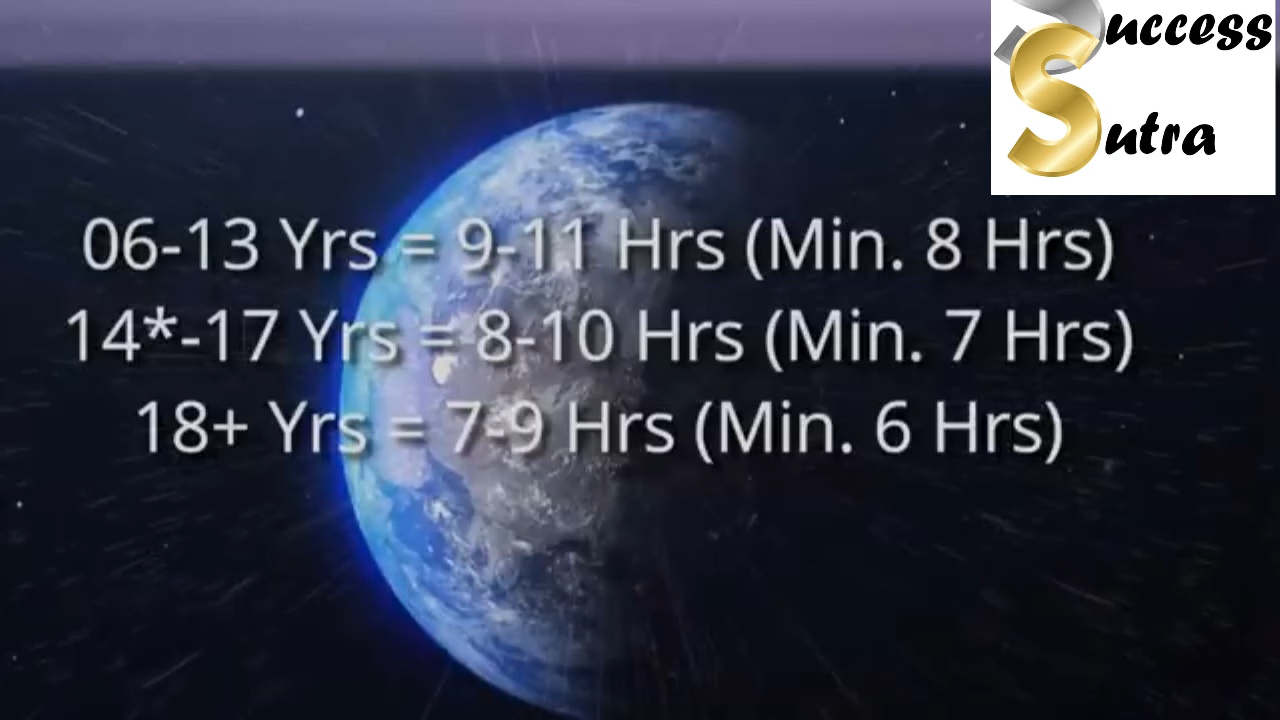 Success
Sutra
06-13 Yrs = 9-11 Hrs (Min. 8 Hrs)
14*-17 Yrs = 8-10 Hrs (Min. 7 Hrs)
18+ Yrs = 7-9 Hrs (Min. 6 Hrs)